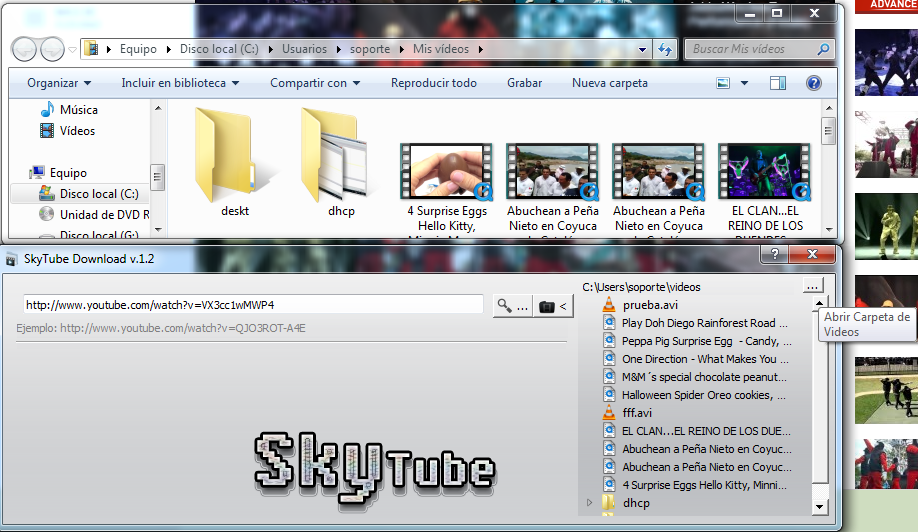 ADVANCE
Equipo Disco local (C:) Usuarios soporte Mis vídeos
Buscar Mis vídeos
Organizar Incluir en biblioteca Compartir con Reproducir todo Grabar Nueva carpeta
Música
Vídeos
Equipo
Disco local (C:)
Unidad de DVD R
Disco local (G:)
deskt
dhcp
4 Surprise Eggs
Hello Kitty,
Abuchean a Peña
Nieto en Coyuca
Abuchean a Peña
Nieto en Coyuca
EL CLAN...EL
REINO DE LOS
SkyTube Download v.1.2
http://www.youtube.com/watch?v=VX3cc1wMWP4
... <
Ejemplo: http://www.youtube.com/watch?v=QJO3ROT-A4E
SkyTube
C:\Users\soporte\videos
...
prueba.avi
Play Doh Diego Rainforest Road ...
Peppa Pig Surprise Egg - Candy, ...
One Direction - What Makes You ...
M&M´s special chocolate peanut...
Halloween Spider Oreo cookies, ...
fff.avi
EL CLAN...EL REINO DE LOS DUE...
Abuchean a Peña Nieto en Coyuc...
Abuchean a Peña Nieto en Coyuc...
4 Surprise Eggs Hello Kitty, Minni...
dhcp
Abrir Carpeta de
Videos